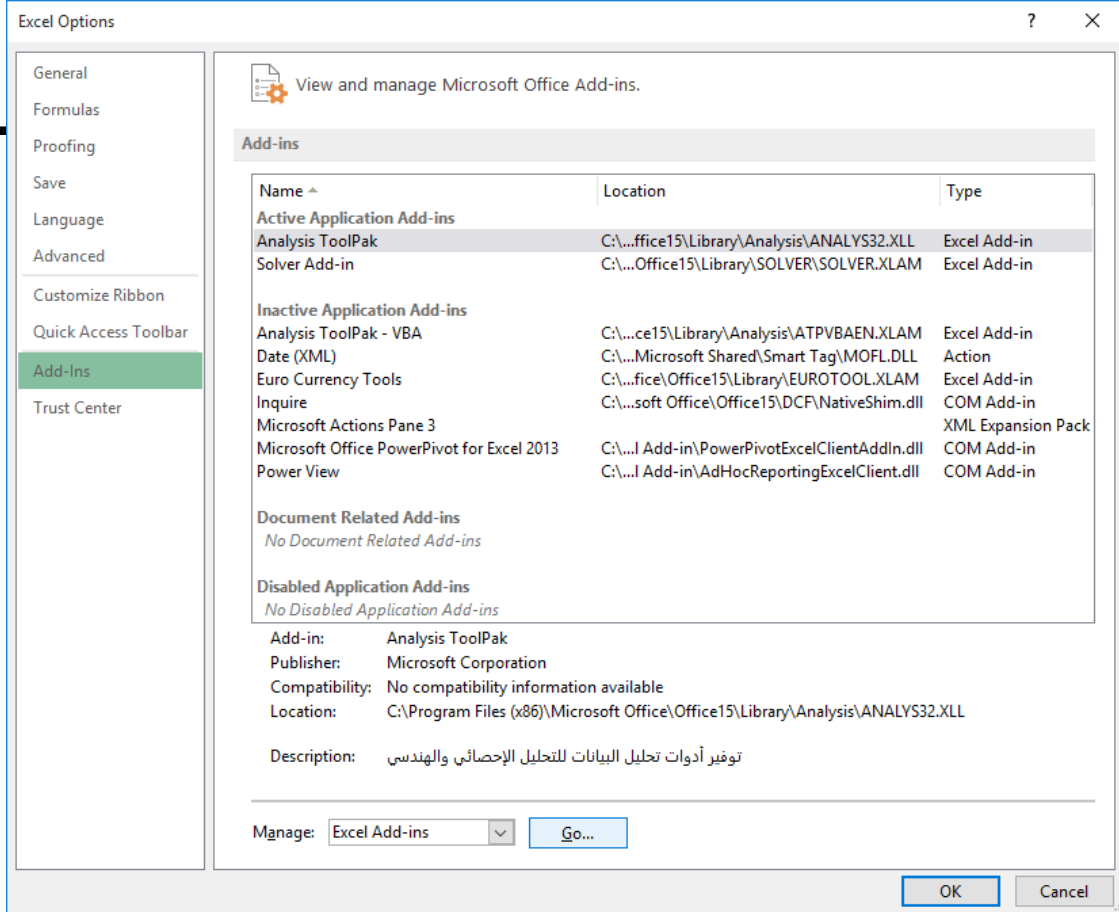 Excel Options ?
General
Formulas
Proofing
Save
Language
Advanced
Customize Ribbon
Quick Access Toolbar
Add-Ins
Trust Center
View and manage Microsoft Office Add-ins.
Add-ins
Name Location Type
Active Application Add-ins
Analysis ToolPak C:\...ffice15\Library\Analysis\ANALYS32.XLL Excel Add-in
Solver Add-in C:\...Office15\Library\SOLVER\SOLVER.XLAM Excel Add-in
Inactive Application Add-ins
Analysis ToolPak - VBA C:\...ce15\Library\Analysis\ATPVBAEN.XLAM Excel Add-in
Date (XML) C:\...Microsoft Shared\Smart Tag\MOFL.DLL Action
Euro Currency Tools C:\...fice\Office15\Library\EUROTOOL.XLAM Excel Add-in
Inquire C:\...soft Office\Office15\DCF\NativeShim.dll COM Add-in
Microsoft Actions Pane 3 XML Expansion Pack
Microsoft Office PowerPivot for Excel 2013 C:\...l Add-in\PowerPivotExcelClientAddIn.dll COM Add-in
Power View C:\...l Add-in\AdHocReportingExcelClient.dll COM Add-in
Document Related Add-ins
No Document Related Add-ins
Disabled Application Add-ins
No Disabled Application Add-ins
Add-in: Analysis ToolPak
Publisher: Microsoft Corporation
Compatibility: No compatibility information available
Location: C:\Program Files (x86)\Microsoft Office\Office15\Library\Analysis\ANALYS32.XLL
Description: توفير أدوات تحليل البيانات للتحليل الإحصائي والهندسي
Manage: Excel Add-ins Go...
OK Cancel